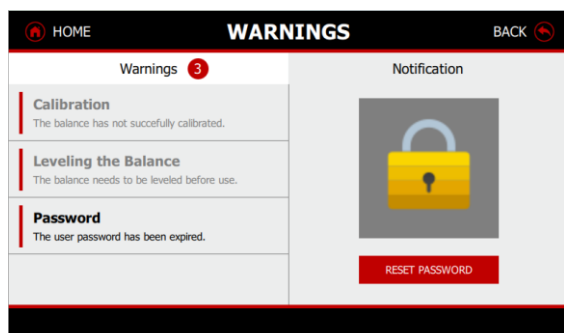 HOME
WARNINGS
BACK
Warnings 3
Notification
Calibration
The balance has not succefully calibrated.
Leveling the Balance
The balance needs to be leveled before use.
Password
The user password has been expired.
RESET PASSWORD